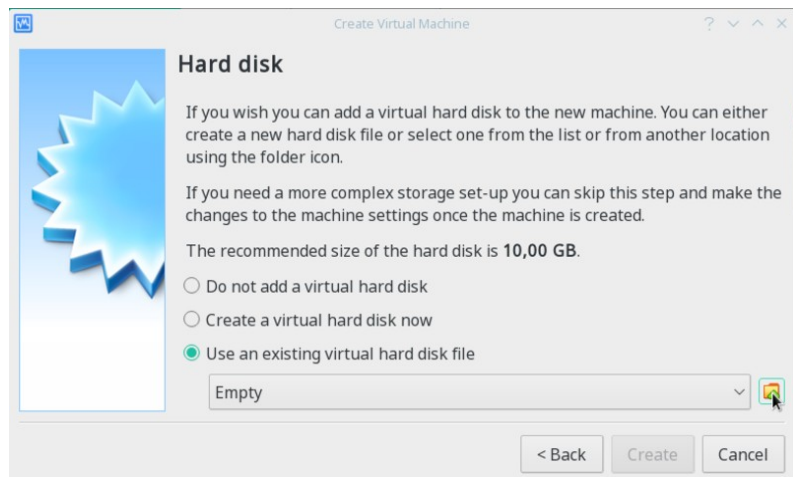 Create Virtual Machine
Hard disk
If you wish you can add a virtual hard disk to the new machine. You can either
create a new hard disk file or select one from the list or from another location
using the folder icon.
If you need a more complex storage set-up you can skip this step and make the
changes to the machine settings once the machine is created.
The recommended size of the hard disk is 10,00 GB.
Do not add a virtual hard disk
Create a virtual hard disk now
Use an existing virtual hard disk file
Empty
< Back Create Cancel